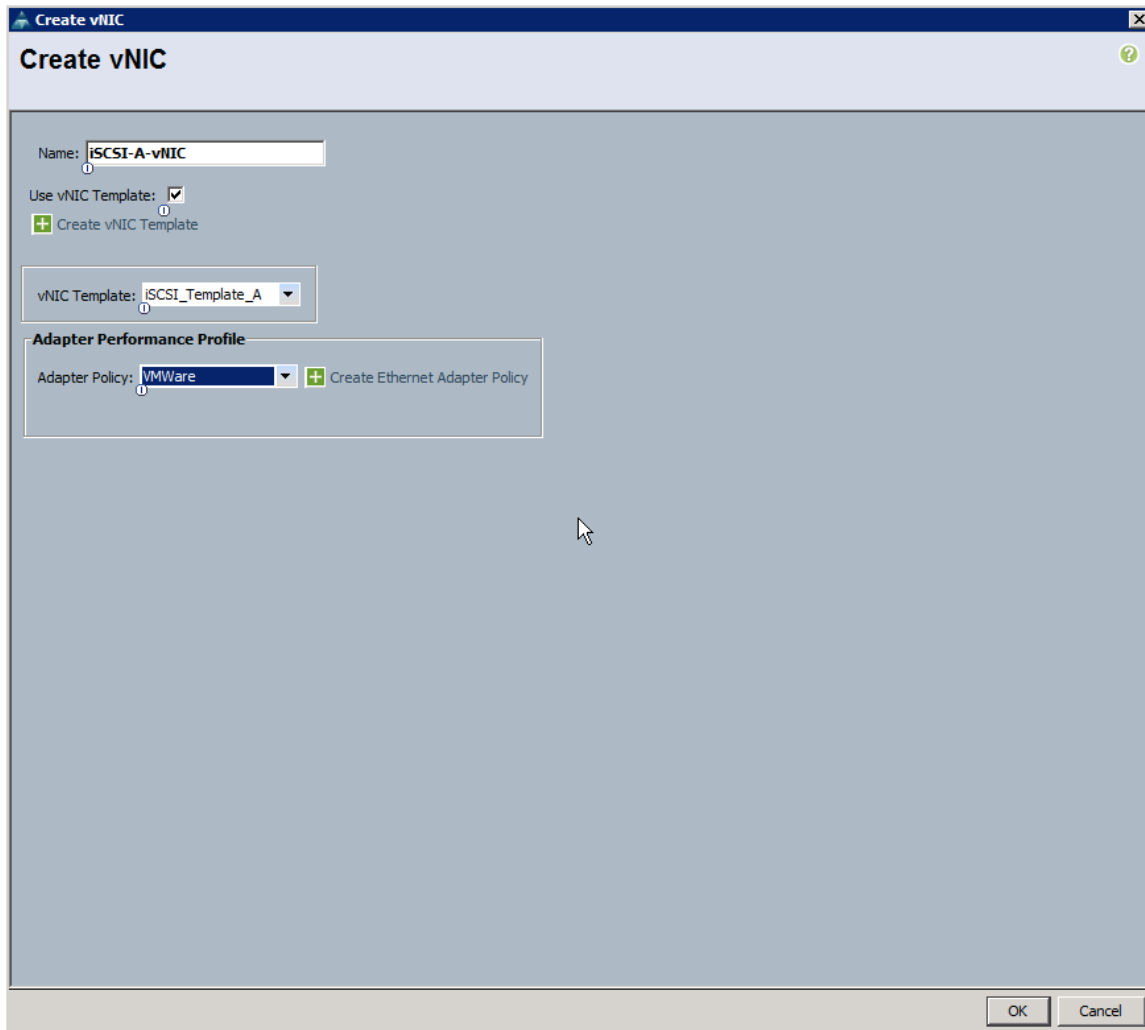 Create vNIC
Create vNIC
Name: iSCSI-A-vNIC
Use vNIC Template:
Create vNIC Template
vNIC Template: iSCSI_Template_A
Adapter Performance Profile
Adapter Policy: VMWare Create Ethernet Adapter Policy
OK Cancel